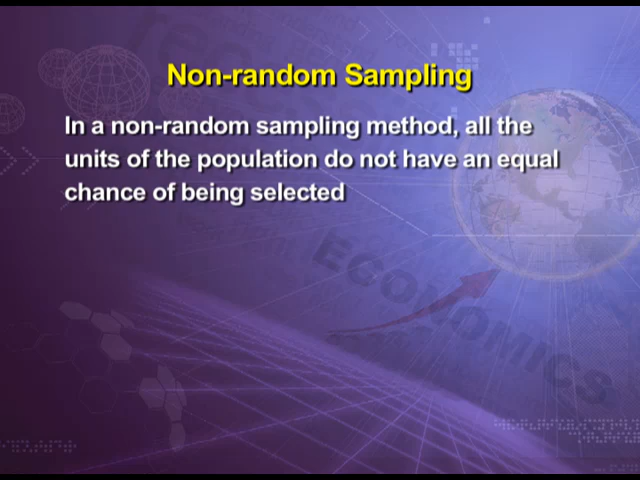 Non-random Sampling
In a non-random sampling method, all the
units of the population do not have an equal
chance of being selected
ECONOMICS